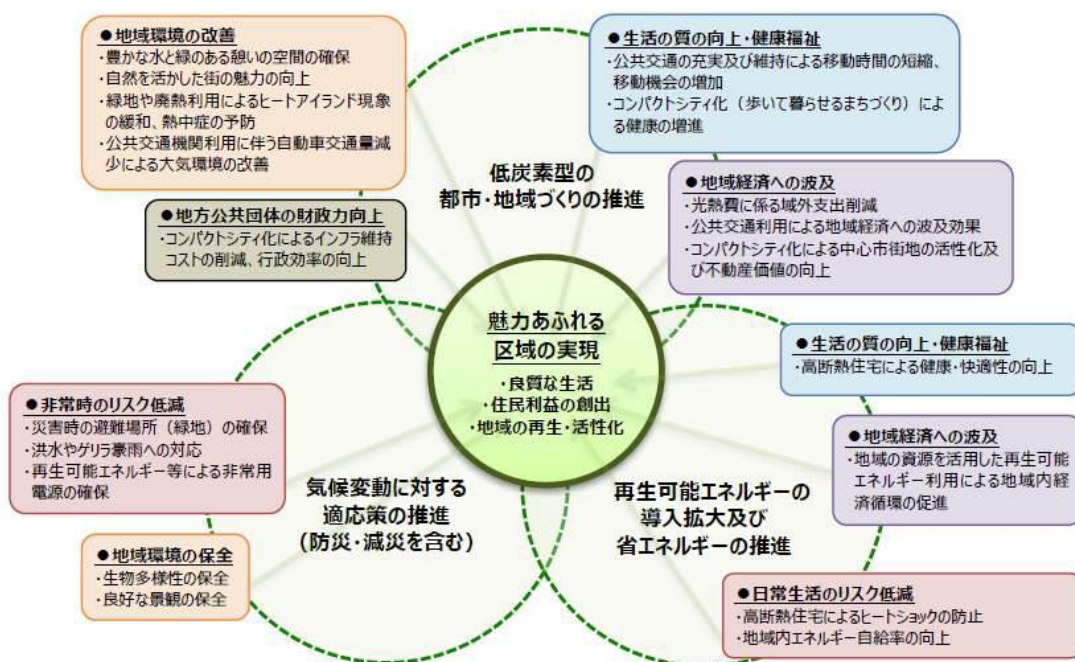 ●地域環境の改善
・豊かな水と緑のある憩いの空間の確保
・自然を活かした街の魅力の向上
・緑地や廃熱利用によるヒートアイランド現象
の緩和、熱中症の予防
・公共交通機関利用に伴う自動車交通量減
少による大気環境の改善
●生活の質の向上・健康福祉
・公共交通の充実及び維持による移動時間の短縮、
移動機会の増加
・コンパクトシティ化（歩いて暮らせるまちづくり）によ
る健康の増進
低炭素型の
都市・地域づくりの推進
●地方公共団体の財政力向上
・コンパクトシティ化によるインフラ維持
コストの削減、行政効率の向上
●地域経済への波及
・光熱費に係る域外支出削減
・公共交通利用による地域経済への波及効果
・コンパクトシティ化による中心市街地の活性化及
び不動産価値の向上
魅力あふれる
区域の実現
・良質な生活
・住民利益の創出
・地域の再生・活性化
●生活の質の向上・健康福祉
・高断熱住宅による健康・快適性の向上
●非常時のリスク低減
・災害時の避難場所（緑地）の確保
・洪水やゲリラ豪雨への対応
・再生可能エネルギー等による非常用
電源の確保
●地域経済への波及
・地域の資源を活用した再生可能
エネルギー利用による地域内経
済循環の促進
気候変動に対する
適応策の推進
（防災・減災を含む）
再生可能エネルギーの
導入拡大及び
省エネルギーの推進
●地域環境の保全
・生物多様性の保全
・良好な景観の保全
●日常生活のリスク低減
・高断熱住宅によるヒートショックの防止
・地域内エネルギー自給率の向上